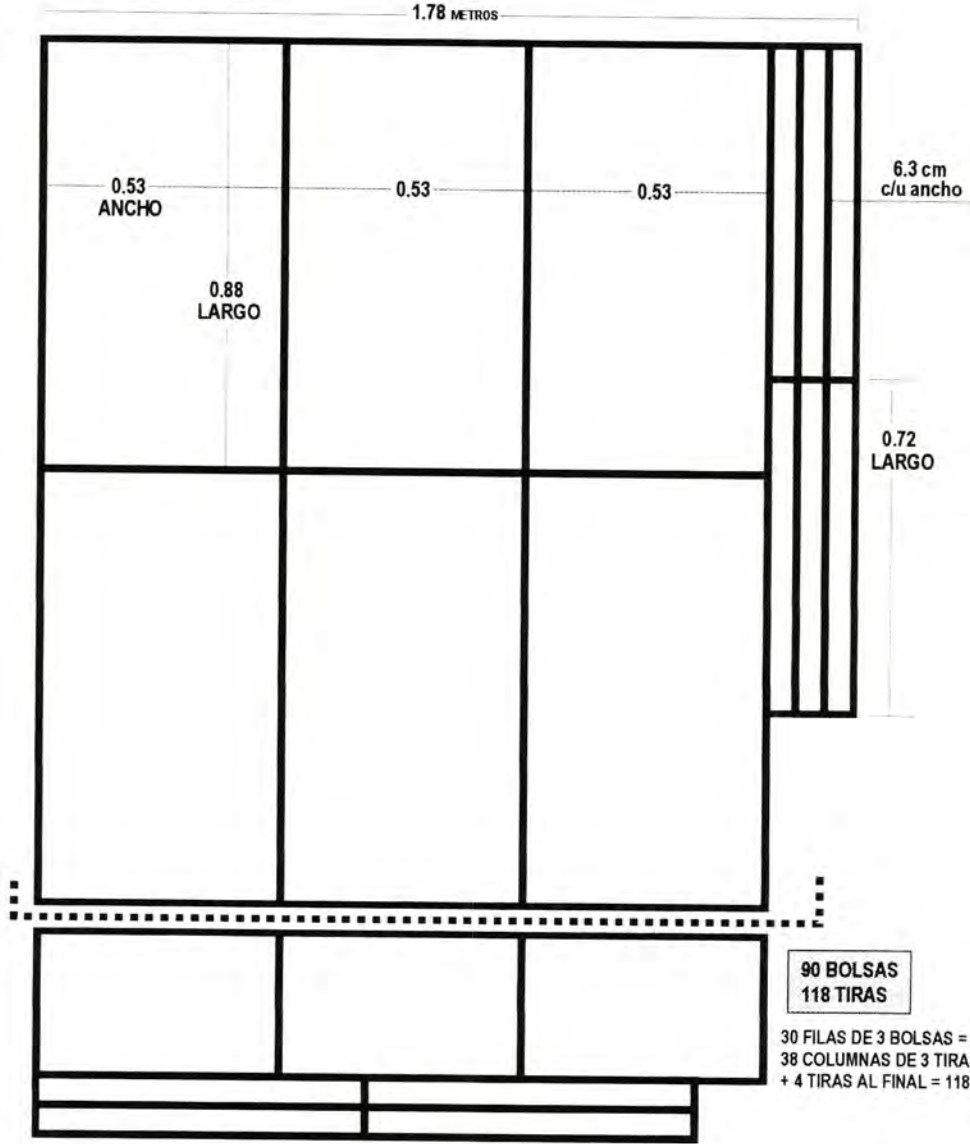 1.78 METROS
0.53
ANCHO
0.53
0.53
6.3 cm
c/u ancho
0.88
LARGO
0.72
LARGO
90 BOLSAS
118 TIRAS
30 FILAS DE 3 BOLSAS =
38 COLUMNAS DE 3 TIRA
+ 4 TIRAS AL FINAL = 118